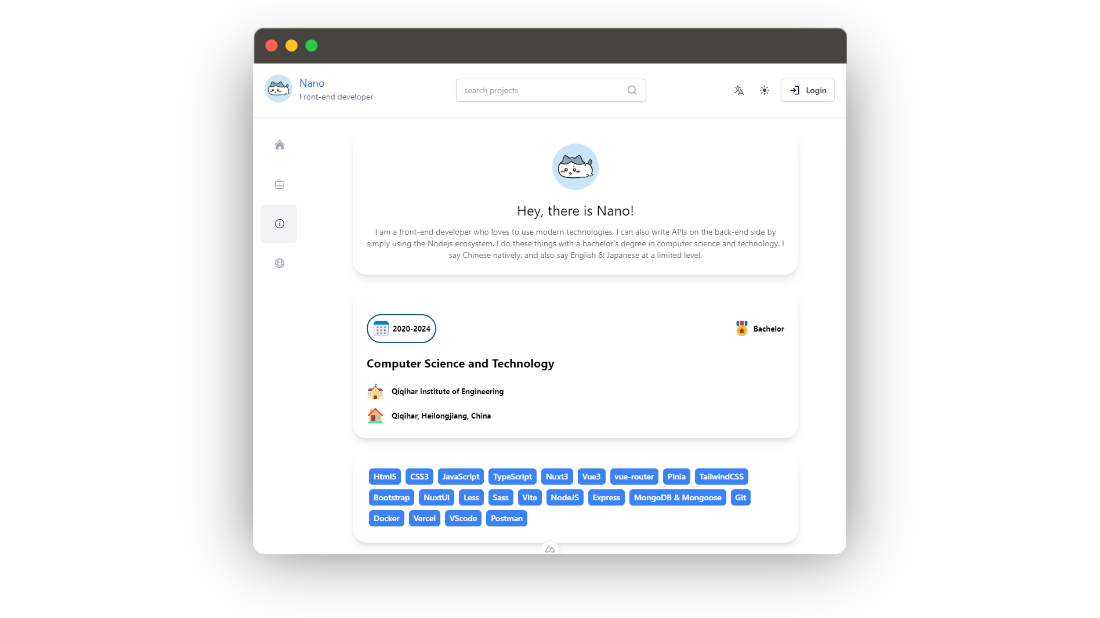 Nano
Front-end developer
search projects
Login
Hey, there is Nano!
I am a front-end developer who loves to use modern technologies. I can also write APIs on the back-end side by
simply using the Nodejs ecosystem. I do these things with a bachelor's degree in computer science and technology. I
say Chinese natively, and also say English & Japanese at a limited level.
2020-2024
Bachelor
Computer Science and Technology
Qiqihar Institute of Engineering
Qiqihar, Heilongjiang, China
Html5 CSS3 JavaScript TypeScript Nuxt3 Vue3 vue-router Pinia TailwindCSS
Bootstrap NuxtUI Less Sass Vite NodeJS Express MongoDB & Mongoose Git
Docker Vercel VScode Postman